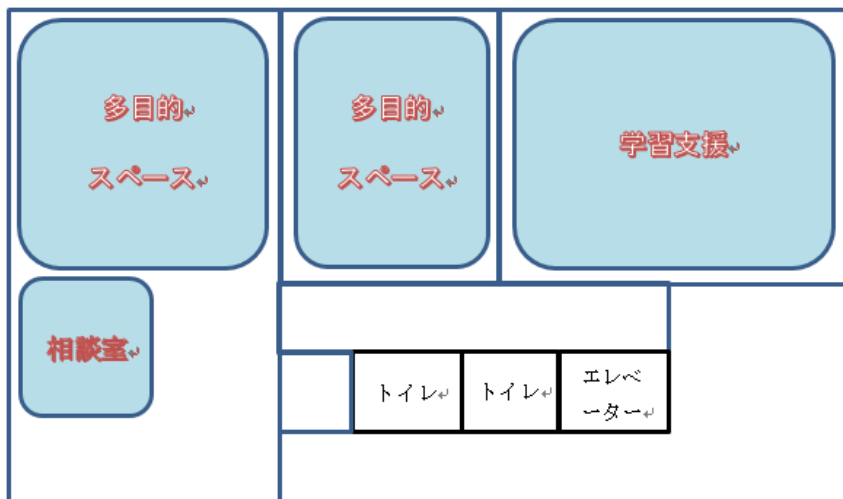 多目的
スペース
多目的
スペース
学習支援
相談室
トイレ
トイレ
エレベ
ーター